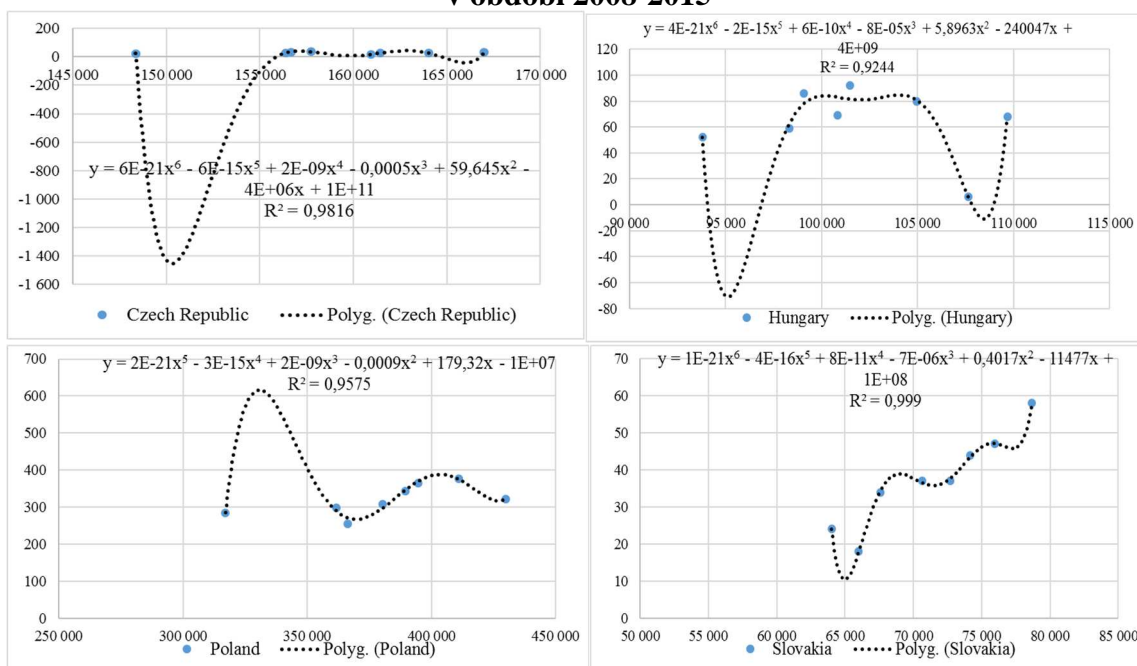 v období 2008-2015
200
0
-200
-400
-600
-800
-1 000
-1 200
-1 400
-1 600
145 000 150 000 155 000 160 000 165 000 170 000
y = 6E-21x⁶ - 6E-15x⁵ + 2E-09x⁴ - 0,0005x³ + 59,645x² -
4E+06x + 1E+11
R² = 0,9816
Czech Republic Polyg. (Czech Republic)
y = 4E-21x⁶ - 2E-15x⁵ + 6E-10x⁴ - 8E-05x³ + 5,8963x² - 240047x +
4E+09
R² = 0,9244
120
100
80
60
40
20
0
-20
-40
-60
-80
90 000 95 000 100 000 105 000 110 000 115 000
Hungary Polyg. (Hungary)
y = 2E-21x⁵ - 3E-15x⁴ + 2E-09x³ - 0,0009x² + 179,32x - 1E+07
R² = 0,9575
700
600
500
400
300
200
100
0
250 000 300 000 350 000 400 000 450 000
Poland Polyg. (Poland)
y = 1E-21x⁶ - 4E-16x⁵ + 8E-11x⁴ - 7E-06x³ + 0,4017x² - 11477x +
1E+08
R² = 0,999
70
60
50
40
30
20
10
0
50 000 55 000 60 000 65 000 70 000 75 000 80 000 85 000
Slovakia Polyg. (Slovakia)